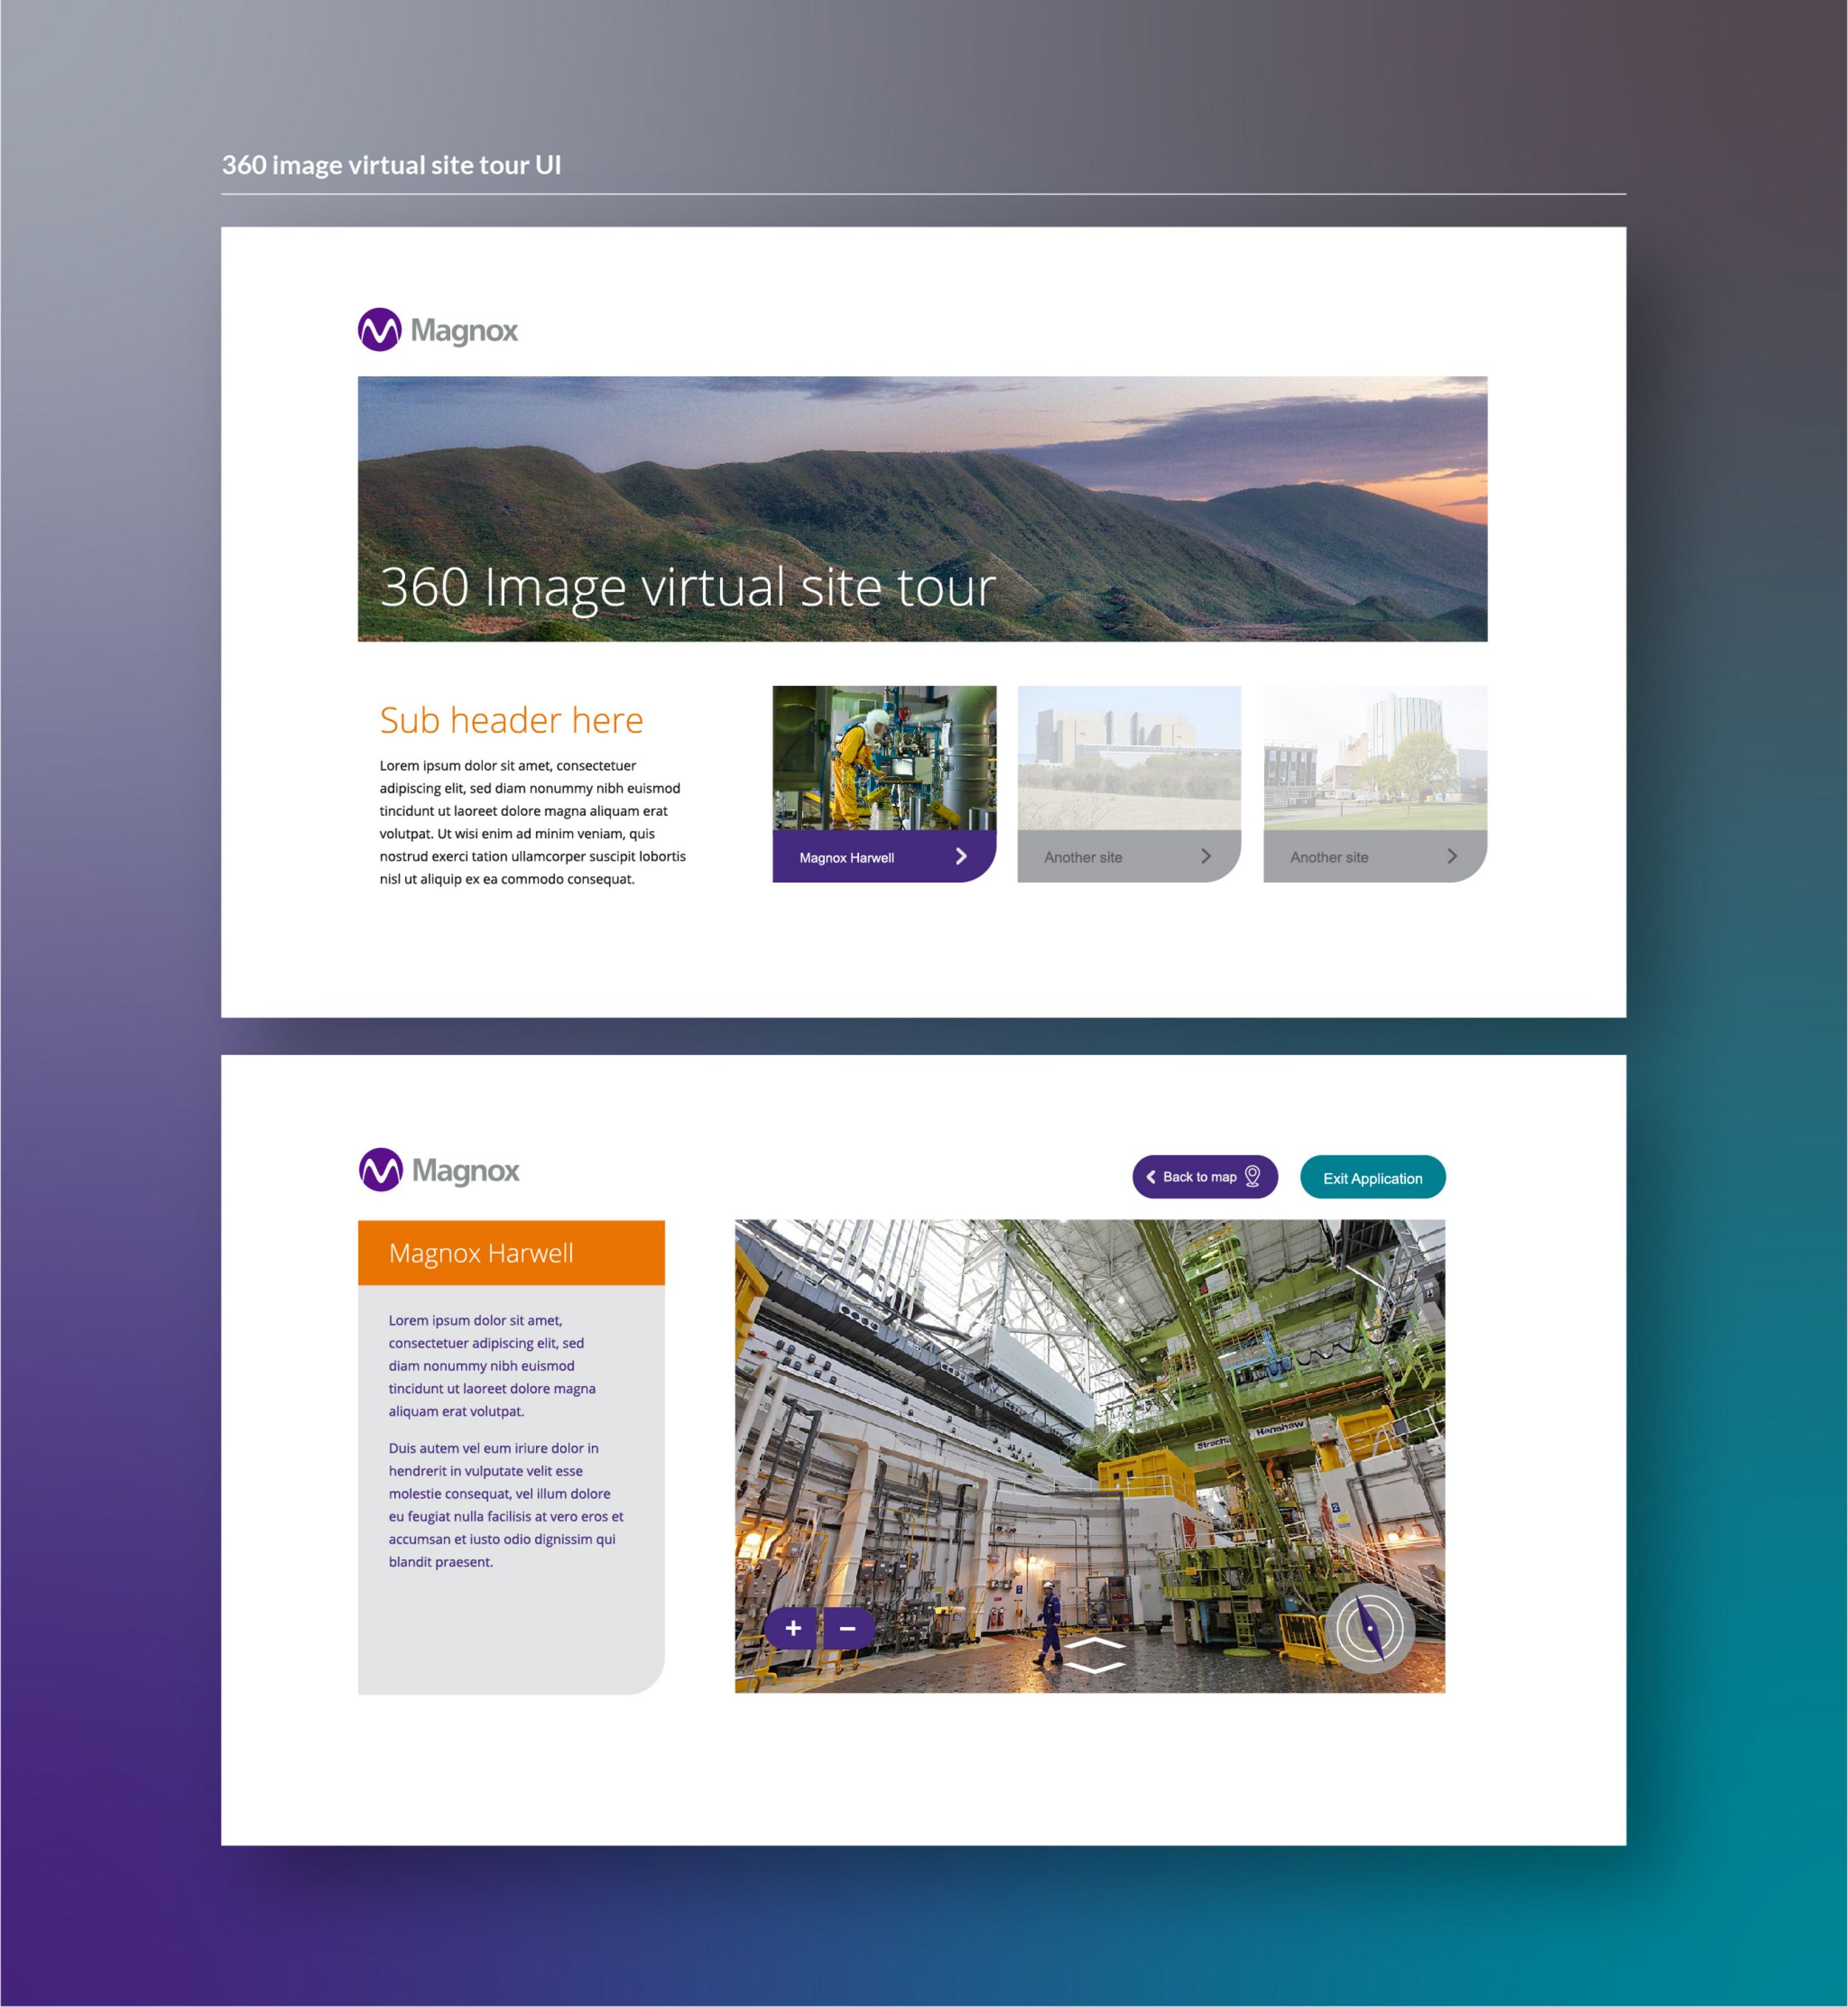 360 image virtual site tour UI
Magnox
360 Image virtual site tour
Sub header here
Lorem ipsum dolor sit amet, consectetuer
adipiscing elit, sed diam nonummy nibh euismod
tincidunt ut laoreet dolore magna aliquam erat
volutpat. Ut wisi enim ad minim veniam, quis
nostrud exerci tation ullamcorper suscipit lobortis
nisl ut aliquip ex ea commodo consequat.
Magnox Harwell
Another site
Another site
Magnox
Back to map
Exit Application
Magnox Harwell
Lorem ipsum dolor sit amet,
consectetuer adipiscing elit, sed
diam nonummy nibh euismod
tincidunt ut laoreet dolore magna
aliquam erat volutpat.
Duis autem vel eum iriure dolor in
hendrerit in vulputate velit esse
molestie consequat, vel illum dolore
eu feugiat nulla facilisis at vero eros et
accumsan et iusto odio dignissim qui
blandit praesent.
Henshaw
2
+ −